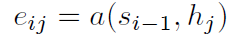 e_{ij} = a(s_{i-1}, h_j)